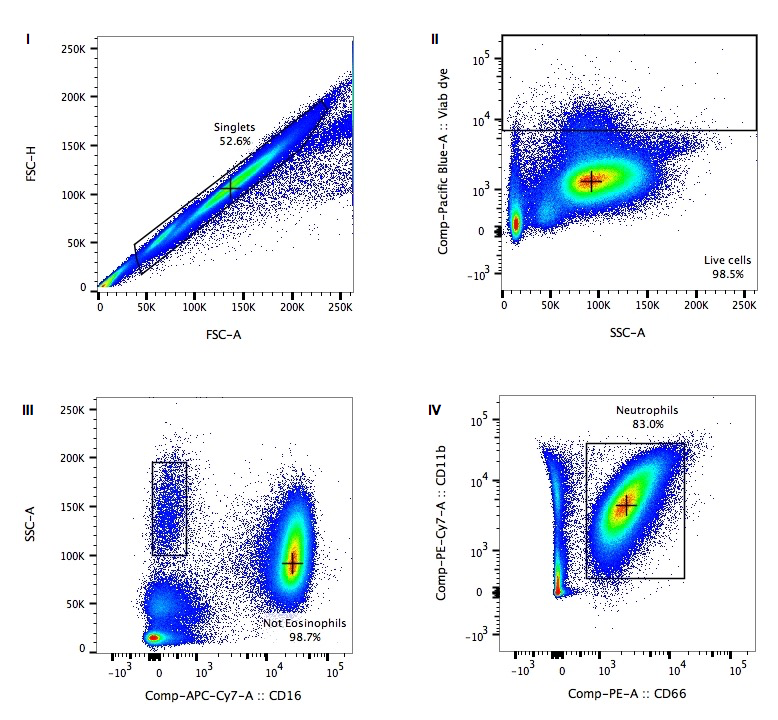 I
250K
200K
150K
100K
50K
0
FSC-H
Singlets
52.6%
0
50K
100K
150K
200K
250K
FSC-A
II
10^5
10^4
10^3
0
-10^3
Comp-Pacific Blue-A :: Viab dye
Live cells
98.5%
0
50K
100K
150K
200K
250K
SSC-A
III
250K
200K
150K
100K
50K
0
SSC-A
Not Eosinophils
98.7%
-10^3
0
10^3
10^4
10^5
Comp-APC-Cy7-A :: CD16
IV
10^5
10^4
10^3
0
-10^3
Comp-PE-Cy7-A :: CD11b
Neutrophils
83.0%
-10^3
0
10^3
10^4
10^5
Comp-PE-A :: CD66